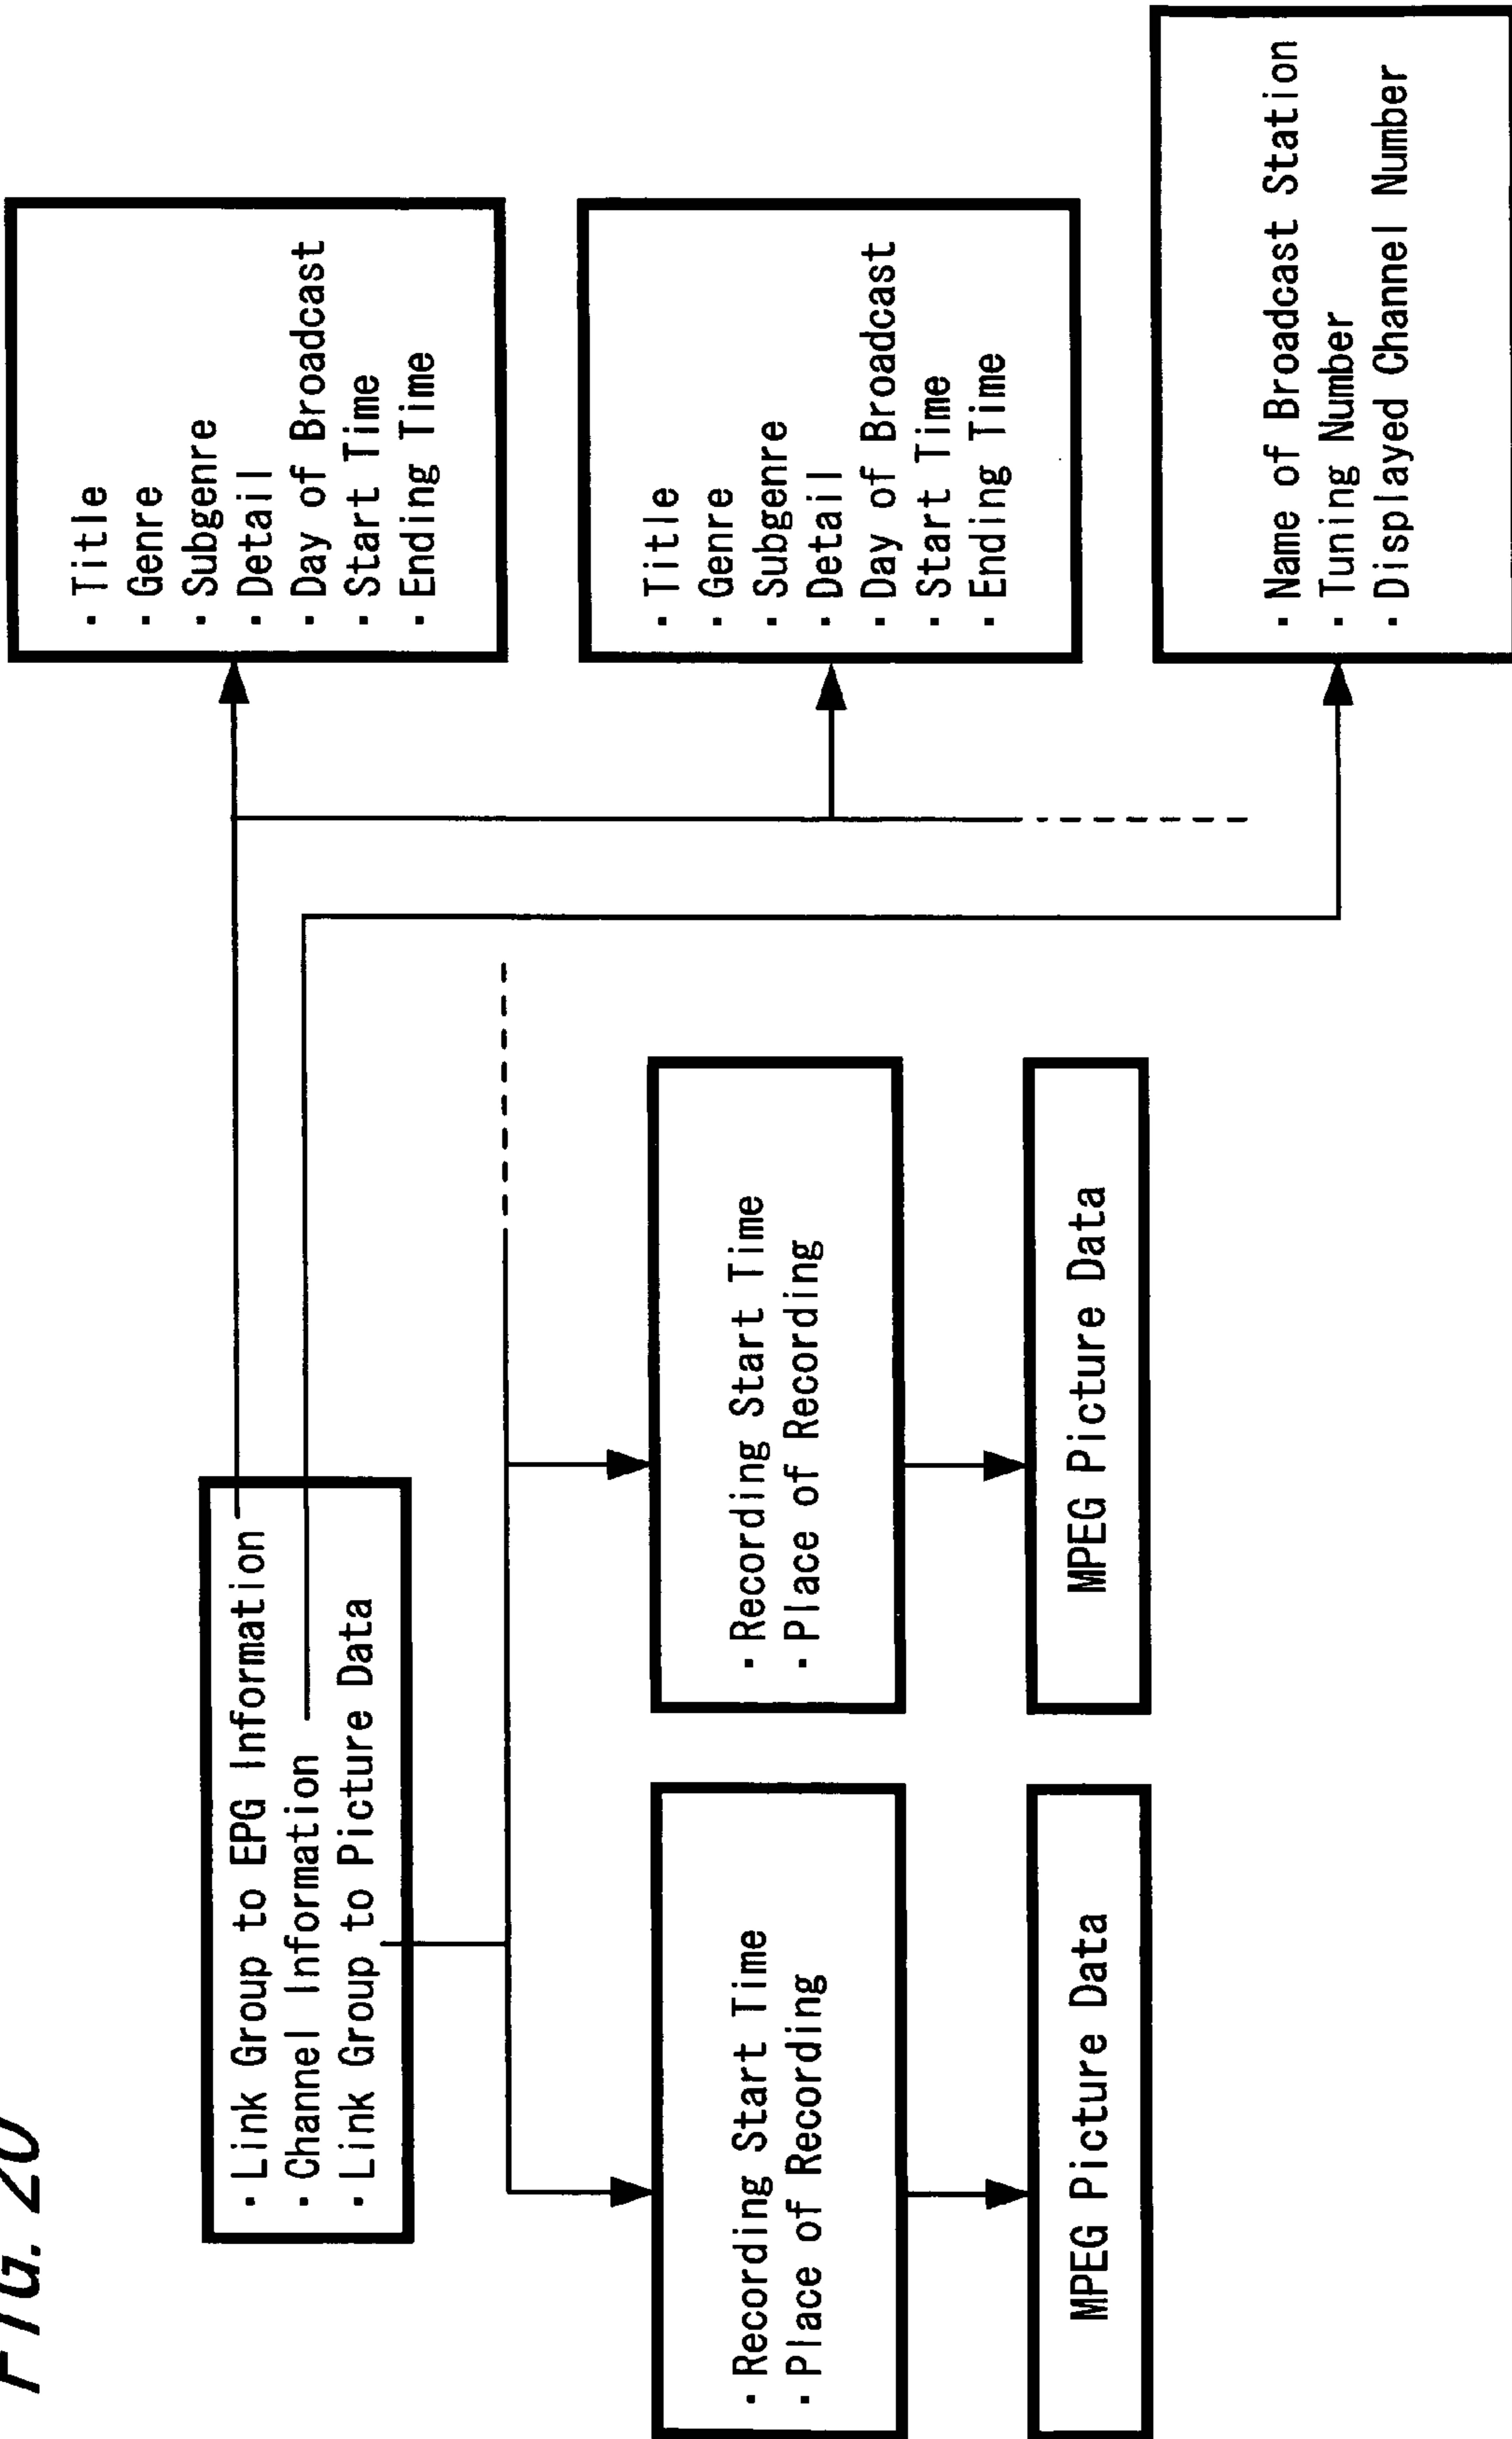 FIG. 20
· Link Group to EPG Information
· Channel Information
· Link Group to Picture Data
· Recording Start Time
· Place of Recording
MPEG Picture Data
· Recording Start Time
· Place of Recording
MPEG Picture Data
· Title
· Genre
· Subgenre
· Detail
· Day of Broadcast
· Start Time
· Ending Time
· Title
· Genre
· Subgenre
· Detail
· Day of Broadcast
· Start Time
· Ending Time
· Name of Broadcast Station
· Tuning Number
· Displayed Channel Number